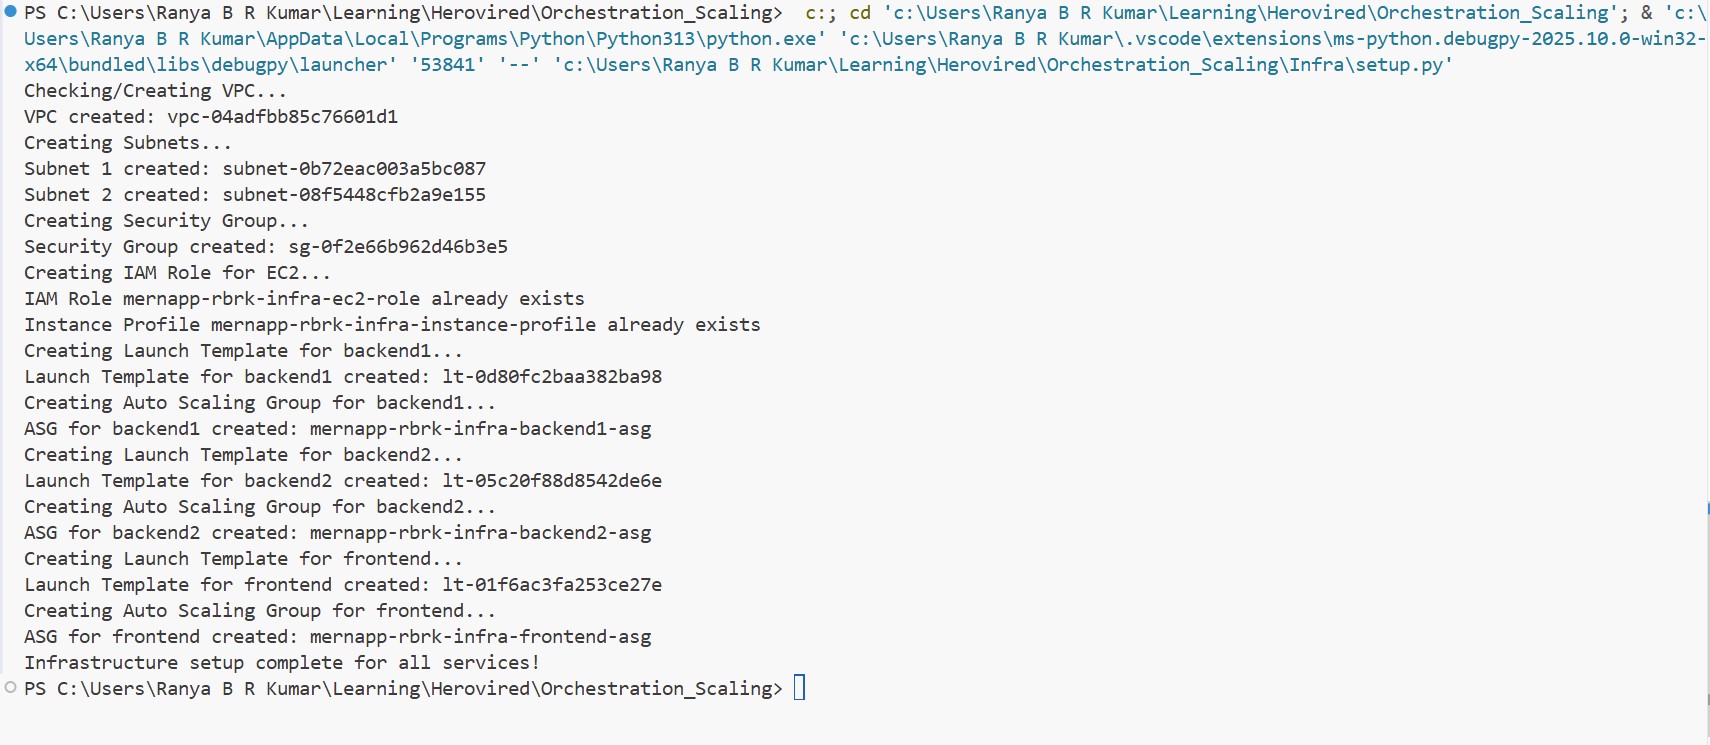 PS C:\Users\Ranya B R Kumar\Learning\Herovired\Orchestration_Scaling>  c:; cd 'c:\Users\Ranya B R Kumar\Learning\Herovired\Orchestration_Scaling'; & 'c:\
Users\Ranya B R Kumar\AppData\Local\Programs\Python\Python313\python.exe' 'c:\Users\Ranya B R Kumar\.vscode\extensions\ms-python.debugpy-2025.10.0-win32-
x64\bundled\libs\debugpy\launcher' '53841' '--' 'c:\Users\Ranya B R Kumar\Learning\Herovired\Orchestration_Scaling\Infra\setup.py'
Checking/Creating VPC...
VPC created: vpc-04adfbb85c76601d1
Creating Subnets...
Subnet 1 created: subnet-0b72eac003a5bc087
Subnet 2 created: subnet-08f5448cfb2a9e155
Creating Security Group...
Security Group created: sg-0f2e66b962d46b3e5
Creating IAM Role for EC2...
IAM Role mernapp-rbrk-infra-ec2-role already exists
Instance Profile mernapp-rbrk-infra-instance-profile already exists
Creating Launch Template for backend1...
Launch Template for backend1 created: lt-0d80fc2baa382ba98
Creating Auto Scaling Group for backend1...
ASG for backend1 created: mernapp-rbrk-infra-backend1-asg
Creating Launch Template for backend2...
Launch Template for backend2 created: lt-05c20f88d8542de6e
Creating Auto Scaling Group for backend2...
ASG for backend2 created: mernapp-rbrk-infra-backend2-asg
Creating Launch Template for frontend...
Launch Template for frontend created: lt-01f6ac3fa253ce27e
Creating Auto Scaling Group for frontend...
ASG for frontend created: mernapp-rbrk-infra-frontend-asg
Infrastructure setup complete for all services!
PS C:\Users\Ranya B R Kumar\Learning\Herovired\Orchestration_Scaling>